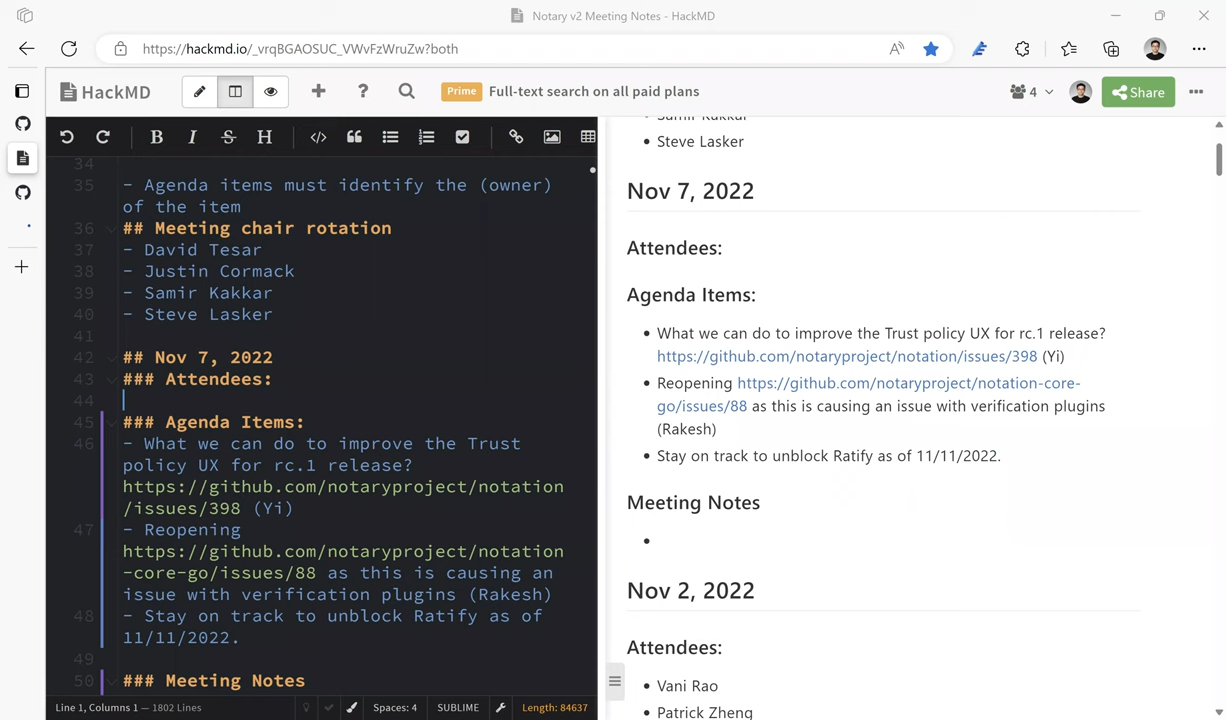 Notary v2 Meeting Notes - HackMD
https://hackmd.io/_vrqBGAOSUC_VWvFzWruZw?both
HackMD
Prime Full-text search on all paid plans
4
Share
B I S H
34
35 - Agenda items must identify the (owner)
of the item
36 ## Meeting chair rotation
37 - David Tesar
38 - Justin Cormack
39 - Samir Kakkar
40 - Steve Lasker
41
42 ## Nov 7, 2022
43 ### Attendees:
44
45 ### Agenda Items:
46 - What we can do to improve the Trust
policy UX for rc.1 release?
https://github.com/notaryproject/notation
/issues/398 (Yi)
47 - Reopening
https://github.com/notaryproject/notation
-core-go/issues/88 as this is causing an
issue with verification plugins (Rakesh)
48 - Stay on track to unblock Ratify as of
11/11/2022.
49
50 ### Meeting Notes
Line 1, Columns 1 — 1802 Lines
Spaces: 4
SUBLIME
Length: 84637
Samir Kakkar
• Steve Lasker
Nov 7, 2022
Attendees:
Agenda Items:
• What we can do to improve the Trust policy UX for rc.1 release?
https://github.com/notaryproject/notation/issues/398 (Yi)
• Reopening https://github.com/notaryproject/notation-core-
go/issues/88 as this is causing an issue with verification plugins
(Rakesh)
• Stay on track to unblock Ratify as of 11/11/2022.
Meeting Notes
•
Nov 2, 2022
Attendees:
• Vani Rao
• Patrick Zheng